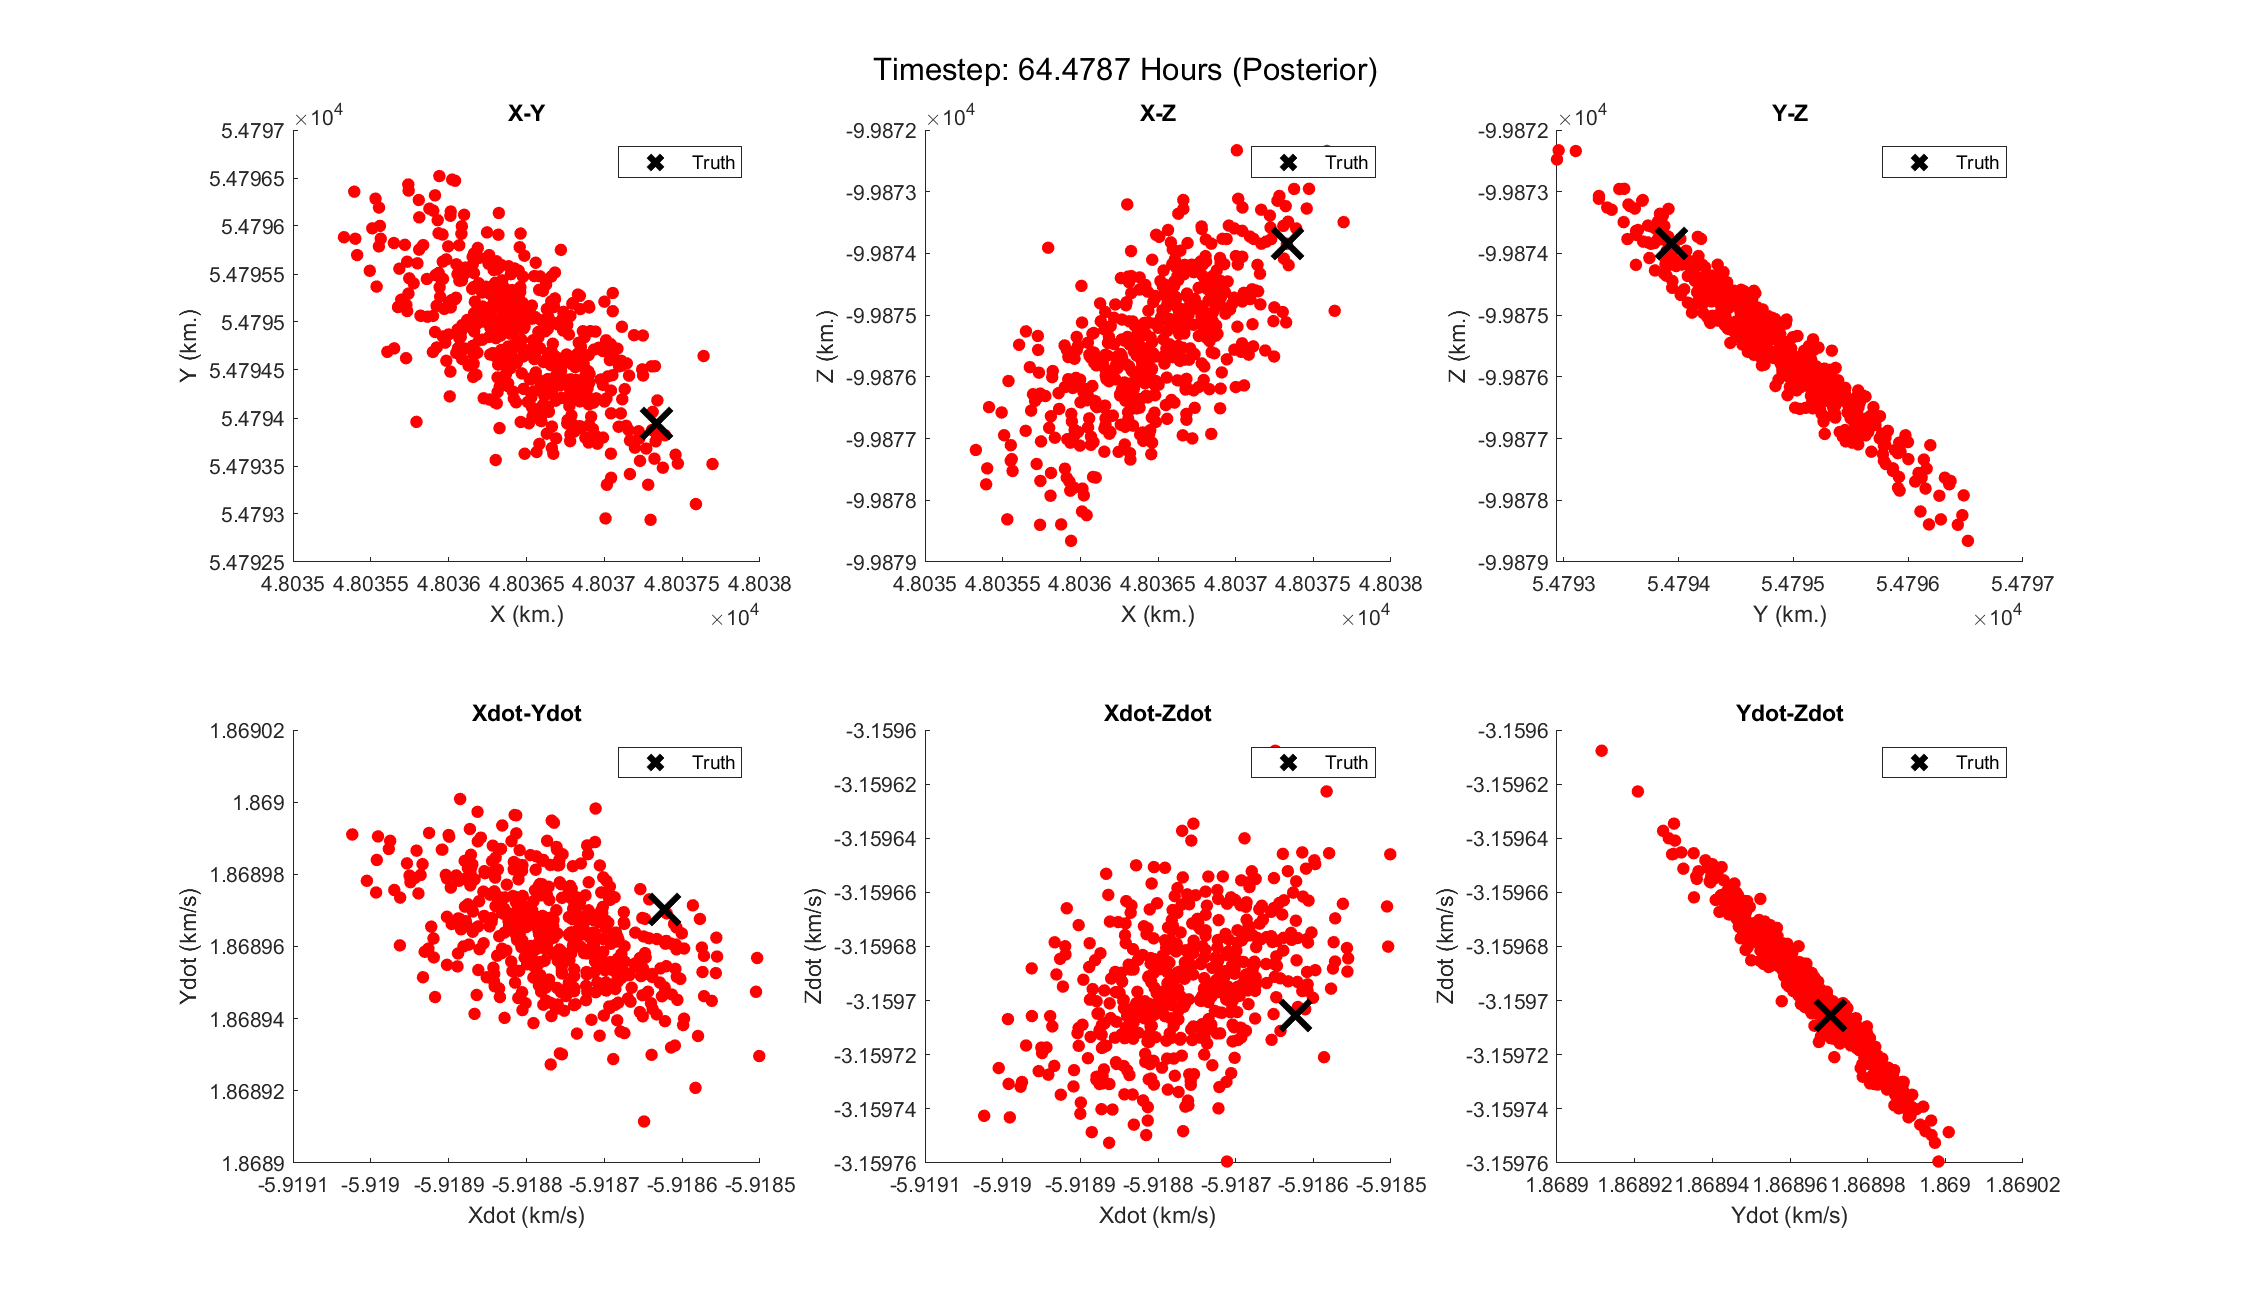 Timestep: 64.4787 Hours (Posterior)
X-Y
×10^4
5.4797
5.47965
5.4796
5.47955
5.4795
5.47945
5.4794
5.47935
5.4793
5.47925
Y (km.)
Truth
4.8035 4.80355 4.8036 4.80365 4.8037 4.80375 4.8038
X (km.)
×10^4
X-Z
×10^4
-9.9872
-9.9873
-9.9874
-9.9875
-9.9876
-9.9877
-9.9878
-9.9879
Z (km.)
Truth
4.8035 4.80355 4.8036 4.80365 4.8037 4.80375 4.8038
X (km.)
×10^4
Y-Z
×10^4
-9.9872
-9.9873
-9.9874
-9.9875
-9.9876
-9.9877
-9.9878
-9.9879
Z (km.)
Truth
5.4793 5.4794 5.4795 5.4796 5.4797
Y (km.)
×10^4
Xdot-Ydot
1.86902
1.869
1.86898
1.86896
1.86894
1.86892
1.8689
Ydot (km/s)
Truth
-5.9191 -5.919 -5.9189 -5.9188 -5.9187 -5.9186 -5.9185
Xdot (km/s)
Xdot-Zdot
-3.1596
-3.15962
-3.15964
-3.15966
-3.15968
-3.1597
-3.15972
-3.15974
-3.15976
Zdot (km/s)
Truth
-5.9191 -5.919 -5.9189 -5.9188 -5.9187 -5.9186 -5.9185
Xdot (km/s)
Ydot-Zdot
-3.1596
-3.15962
-3.15964
-3.15966
-3.15968
-3.1597
-3.15972
-3.15974
-3.15976
Zdot (km/s)
Truth
1.8689 1.86892 1.86894 1.86896 1.86898 1.869 1.86902
Ydot (km/s)